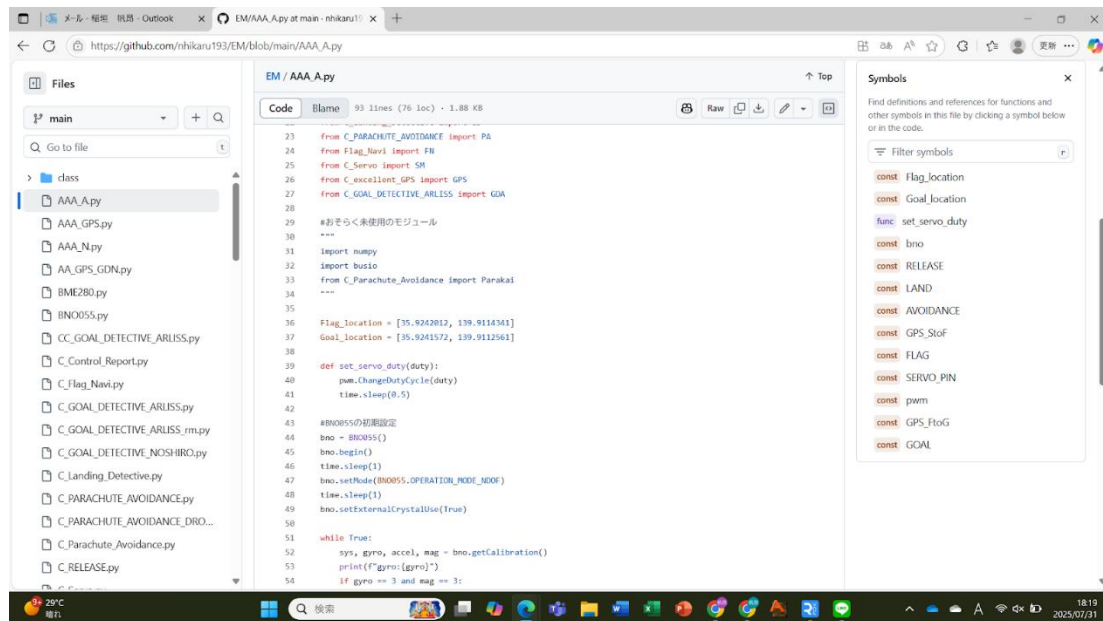 メール - 稲垣 帆昂 - Outlook
EM/AAA_A.py at main · nhikaru19
https://github.com/nhikaru193/EM/blob/main/AAA_A.py
更新
Files
main
Go to file
t
class
AAA_A.py
AAA_GPS.py
AAA_N.py
AA_GPS_GDN.py
BME280.py
BNO055.py
CC_GOAL_DETECTIVE_ARLISS.py
C_Control_Report.py
C_Flag_Navi.py
C_GOAL_DETECTIVE_ARLISS.py
C_GOAL_DETECTIVE_ARLISS_rm.py
C_GOAL_DETECTIVE_NOSHIRO.py
C_Landing_Detective.py
C_PARACHUTE_AVOIDANCE.py
C_PARACHUTE_AVOIDANCE_DRO...
C_Parachute_Avoidance.py
C_RELEASE.py
EM / AAA_A.py
Top
Code Blame 93 lines (76 loc) · 1.88 KB
Raw
23 from C_PARACHUTE_AVOIDANCE import PA
24 from Flag_Navi import FN
25 from C_Servo import SM
26 from C_excellent_GPS import GPS
27 from C_GOAL_DETECTIVE_ARLISS import GDA
28
29 #おそらく未使用のモジュール
30 """
31 import numpy
32 import busio
33 from C_Parachute_Avoidance import Parakai
34 """
35
36 Flag_location = [35.9242012, 139.9114341]
37 Goal_location = [35.9241572, 139.9112561]
38
39 def set_servo_duty(duty):
40 pwm.ChangeDutyCycle(duty)
41 time.sleep(0.5)
42
43 #BNO055の初期設定
44 bno = BNO055()
45 bno.begin()
46 time.sleep(1)
47 bno.setMode(BNO055.OPERATION_MODE_NDOF)
48 time.sleep(1)
49 bno.setExternalCrystalUse(True)
50
51 while True:
52 sys, gyro, accel, mag = bno.getCalibration()
53 print(f"gyro:{gyro}")
54 if gyro == 3 and mag == 3:
Symbols
Find definitions and references for functions and
other symbols in this file by clicking a symbol below
or in the code.
Filter symbols
r
const Flag_location
const Goal_location
func set_servo_duty
const bno
const RELEASE
const LAND
const AVOIDANCE
const GPS_StoF
const FLAG
const SERVO_PIN
const pwm
const GPS_FtoG
const GOAL
29°C
晴れ
検索
A
18:19
2025/07/31